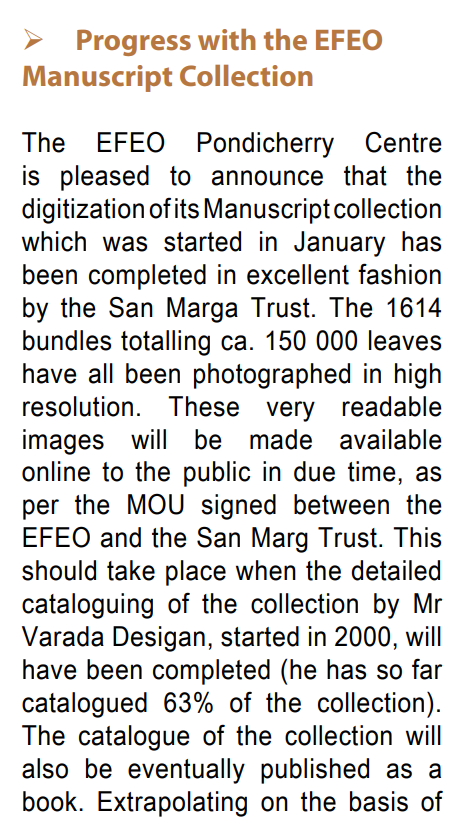 ➢ Progress with the EFEO
Manuscript Collection
The EFEO Pondicherry Centre
is pleased to announce that the
digitization of its Manuscript collection
which was started in January has
been completed in excellent fashion
by the San Marga Trust. The 1614
bundles totalling ca. 150 000 leaves
have all been photographed in high
resolution. These very readable
images will be made available
online to the public in due time, as
per the MOU signed between the
EFEO and the San Marg Trust. This
should take place when the detailed
cataloguing of the collection by Mr
Varada Desigan, started in 2000, will
have been completed (he has so far
catalogued 63% of the collection).
The catalogue of the collection will
also be eventually published as a
book. Extrapolating on the basis of